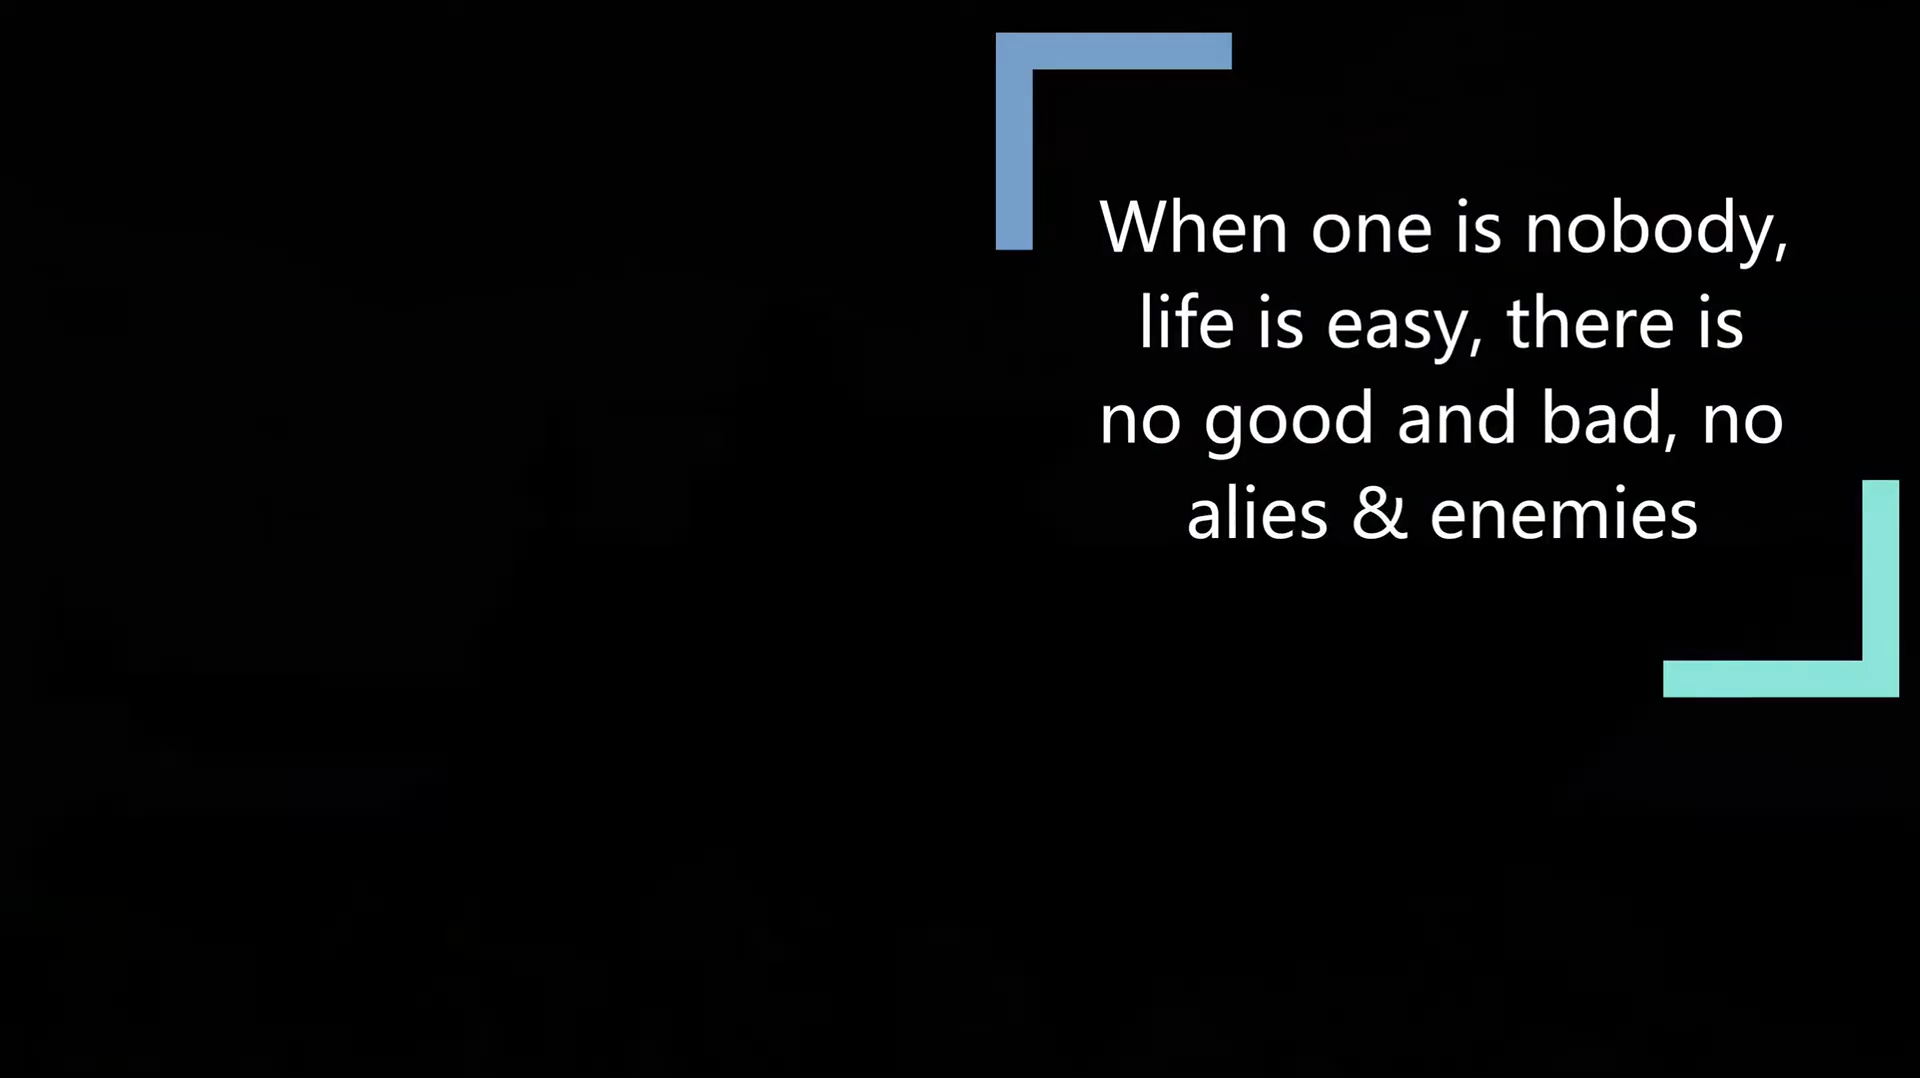 When one is nobody,
life is easy, there is
no good and bad, no
alies & enemies